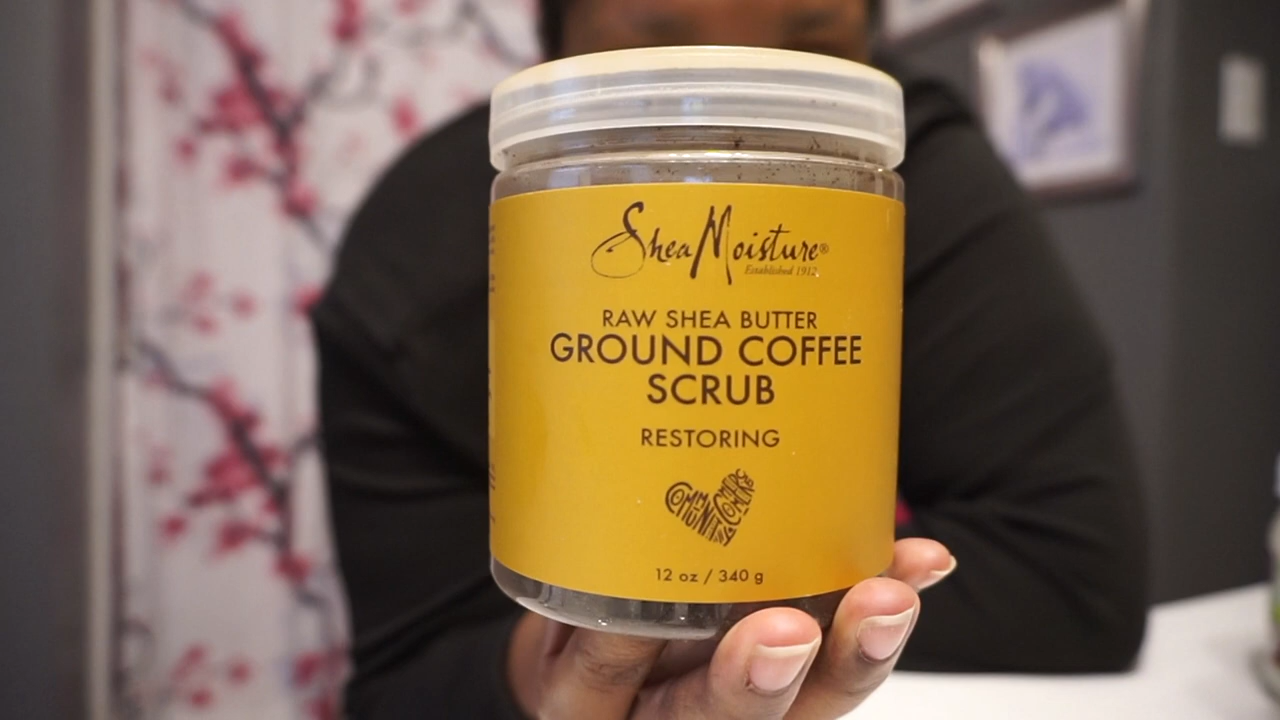 SheaMoisture®
Established 1912
RAW SHEA BUTTER
GROUND COFFEE
SCRUB
RESTORING
COMMUNITY COMMERCE
12 oz / 340 g